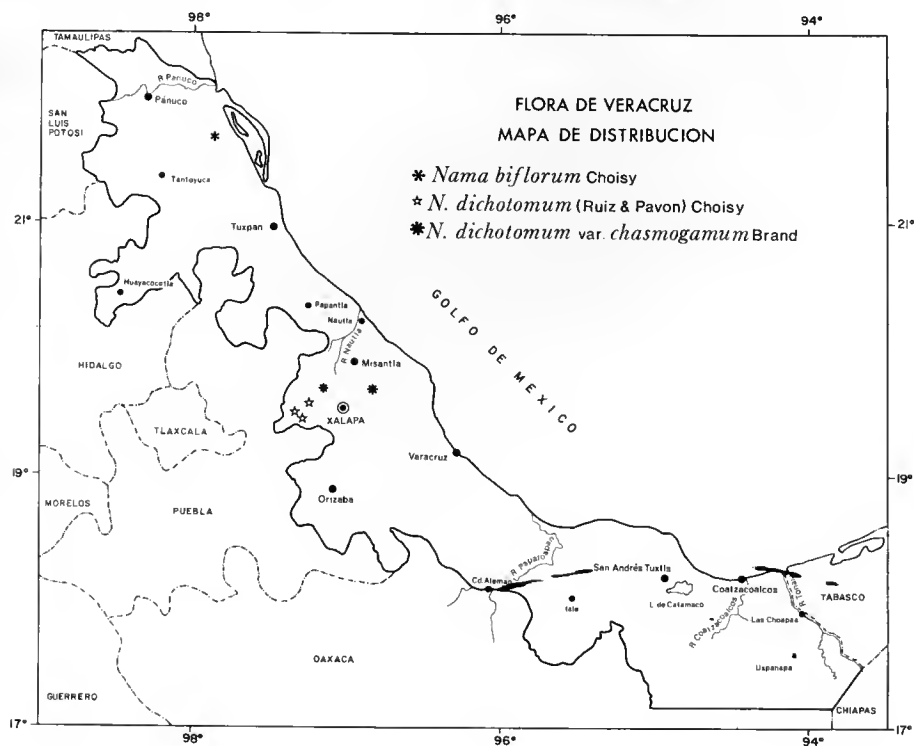 98°
96°
94°
TAMAULIPAS
R Panuco
Pánuco
SAN
LUIS
POTOSI
FLORA DE VERACRUZ
MAPA DE DISTRIBUCION
* Nama biflorum Choisy
☆ N. dichotomum (Ruiz & Pavon) Choisy
✱ N. dichotomum var. chasmogamum Brand
Tantoyuca
21°
21°
Tuxpan
Huayacocotla
Papantla
Nautla
R Nautla
Misantla
GOLFO DE MEXICO
HIDALGO
TLAXCALA
XALAPA
Veracruz
19°
19°
Orizaba
MORELOS
PUEBLA
R Papaloapan
Cd. Alemán
San Andrés Tuxtla
L. de Catemaco
Coatzacoalcos
R Coatzacoalcos
Las Choapas
TABASCO
Uspanapa
OAXACA
GUERRERO
CHIAPAS
17°
17°
98°
96°
94°